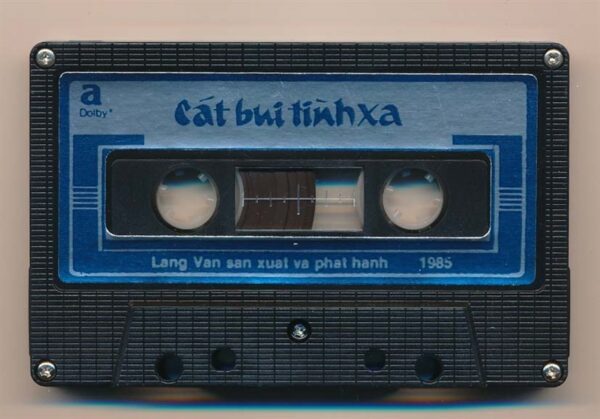 a
Dolby*
Cát bụi tình xa
Lang Van san xuat va phat hanh 1985